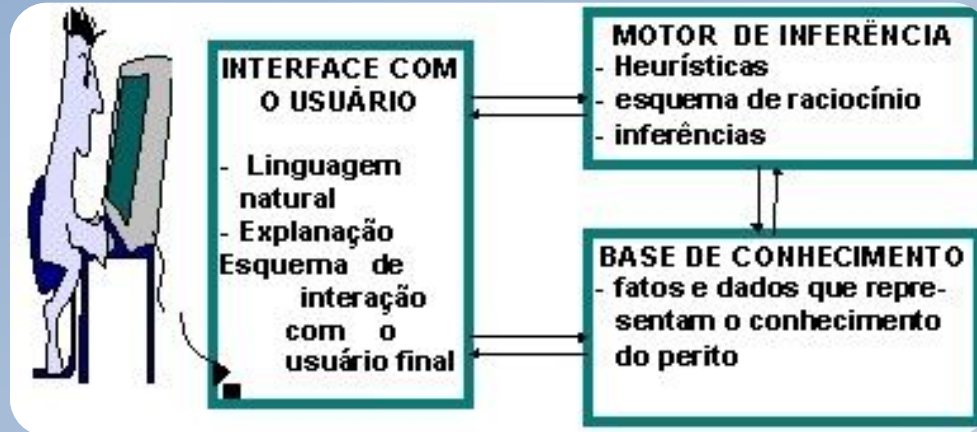 INTERFACE COM
O USUÁRIO
- Linguagem
natural
- Explanação
Esquema de
interação
com o
usuário final
MOTOR DE INFERÊNCIA
- Heurísticas
- esquema de raciocínio
- inferências
BASE DE CONHECIMENTO
- fatos e dados que repre-
sentam o conhecimento
do perito